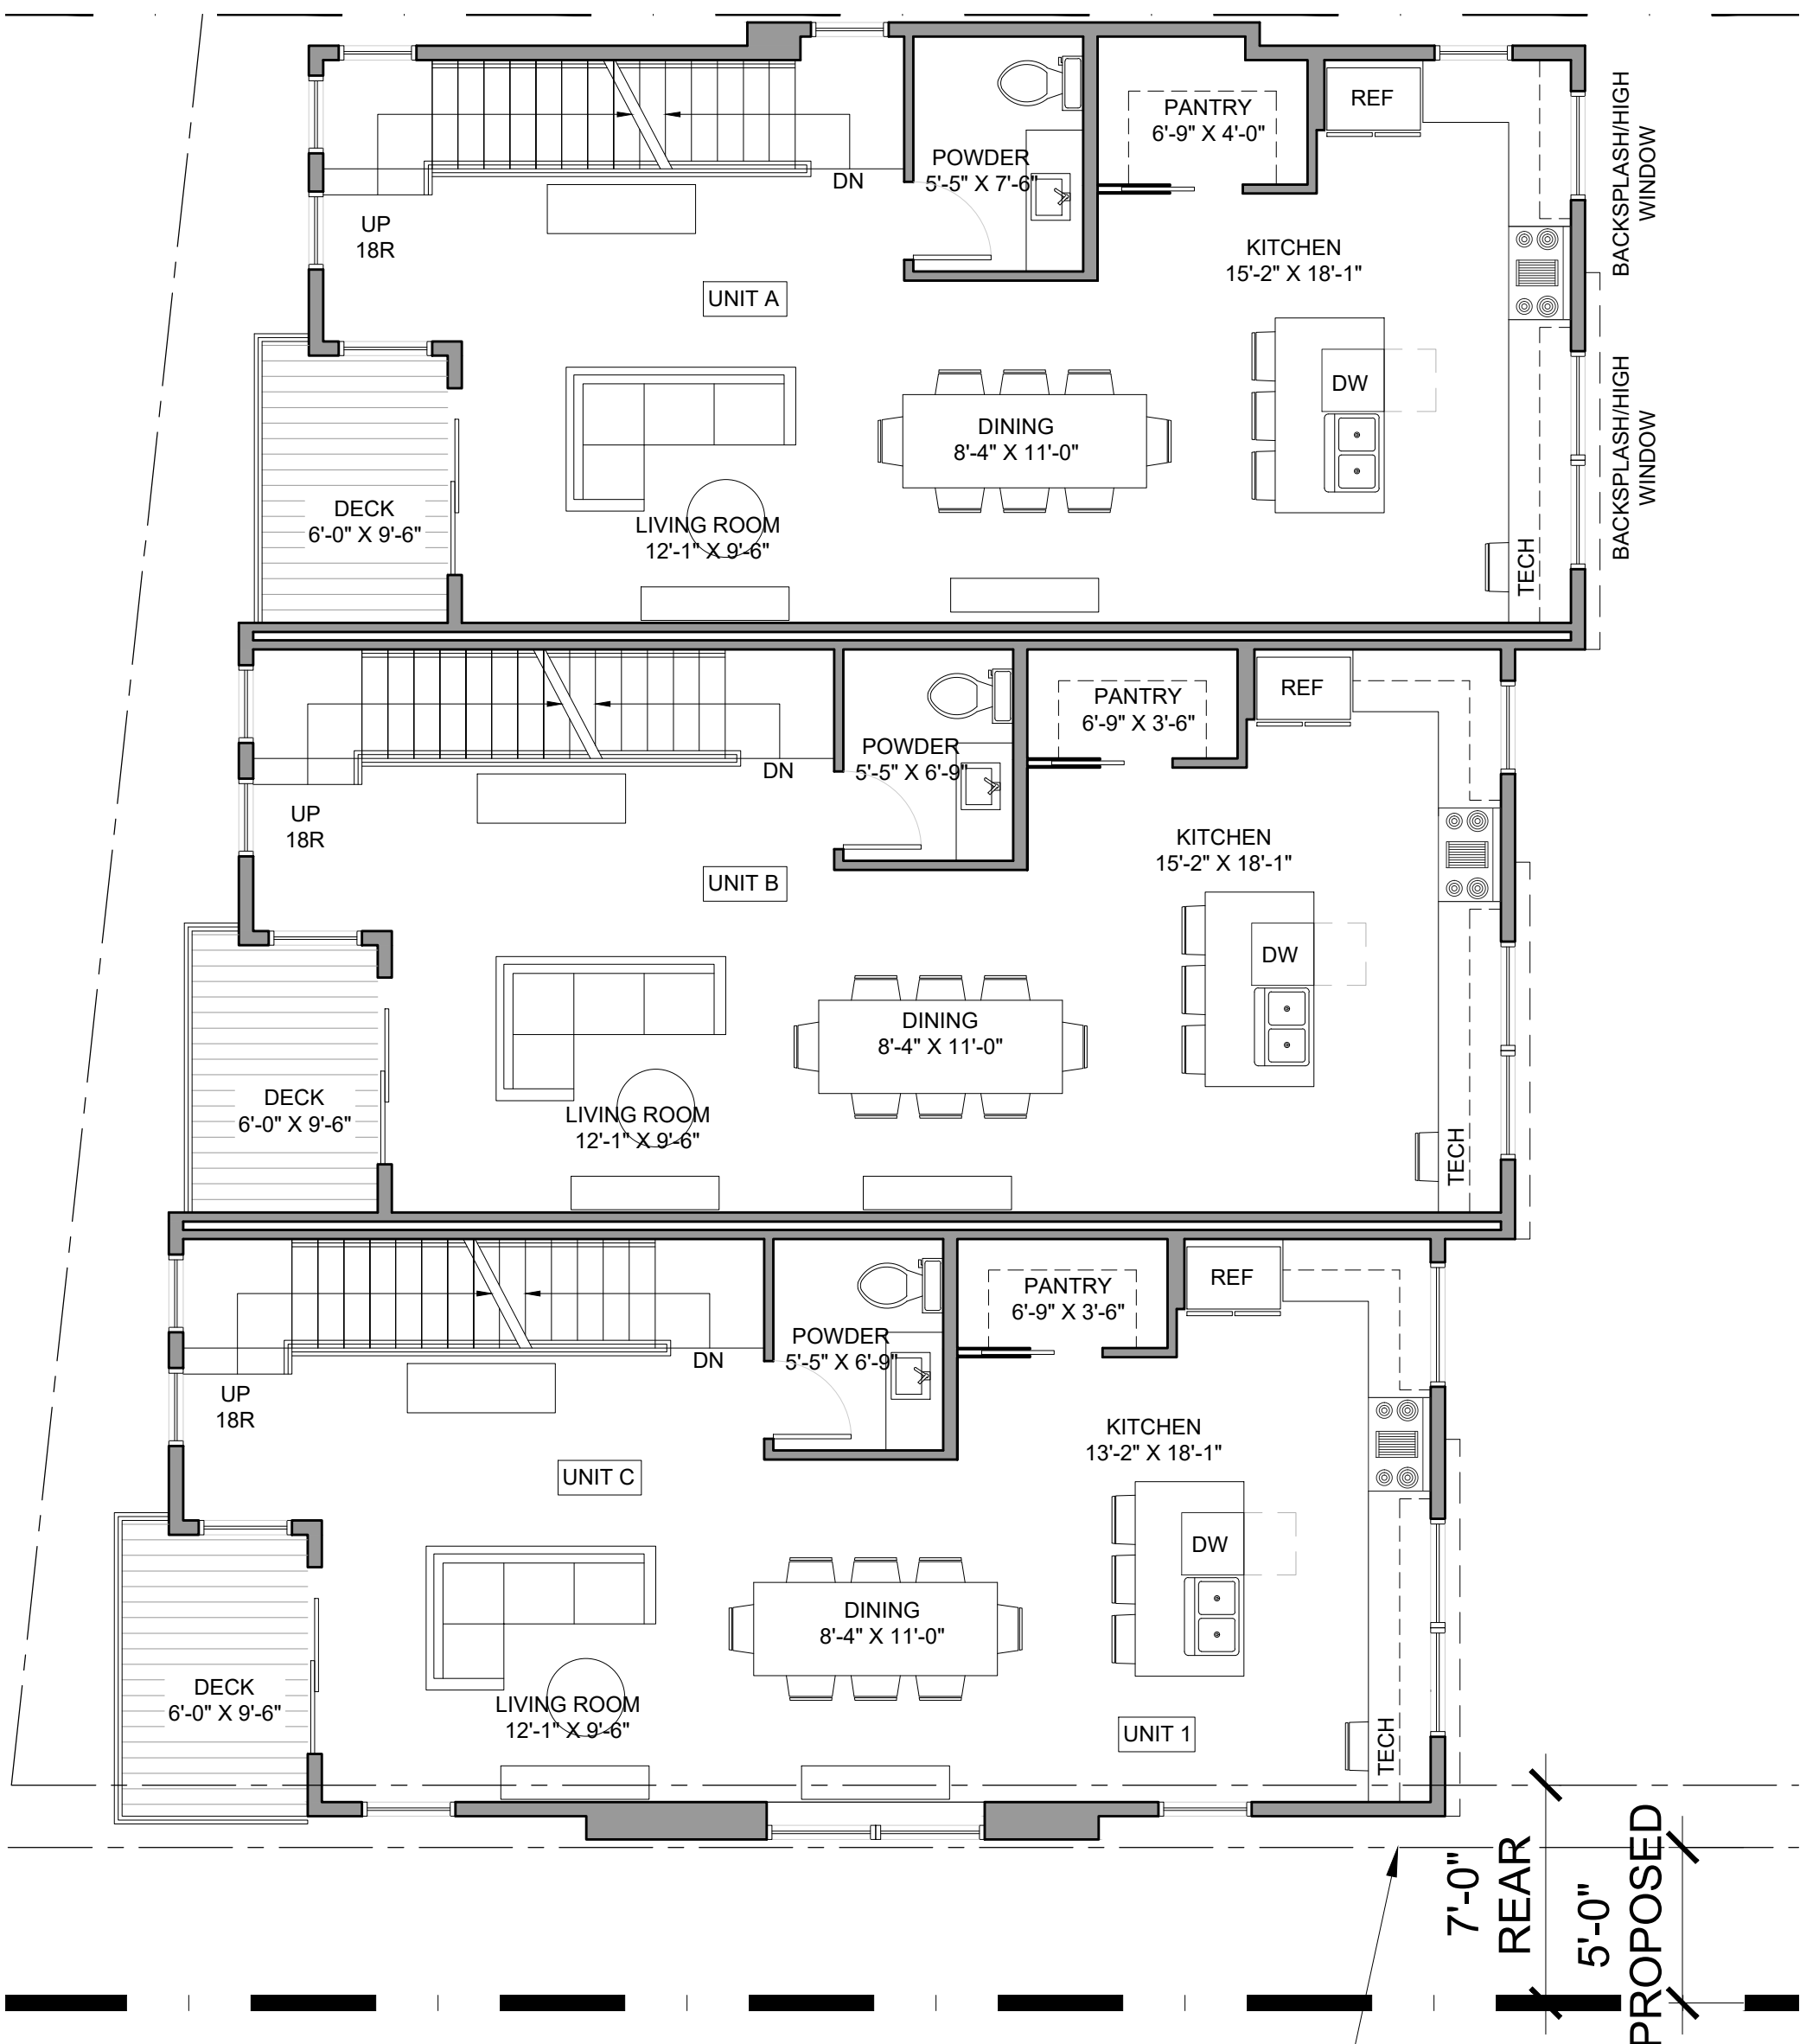 PANTRY
6'-9" X 4'-0"
REF
BACKSPLASH/HIGH
WINDOW
POWDER
5'-5" X 7'-6"
DN
UP
18R
KITCHEN
15'-2" X 18'-1"
UNIT A
DW
BACKSPLASH/HIGH
WINDOW
DINING
8'-4" X 11'-0"
DECK
6'-0" X 9'-6"
LIVING ROOM
12'-1" X 9'-6"
TECH
PANTRY
6'-9" X 3'-6"
REF
POWDER
5'-5" X 6'-9"
DN
UP
18R
KITCHEN
15'-2" X 18'-1"
UNIT B
DW
DINING
8'-4" X 11'-0"
DECK
6'-0" X 9'-6"
LIVING ROOM
12'-1" X 9'-6"
TECH
PANTRY
6'-9" X 3'-6"
REF
POWDER
5'-5" X 6'-9"
DN
UP
18R
KITCHEN
13'-2" X 18'-1"
UNIT C
DW
DINING
8'-4" X 11'-0"
DECK
6'-0" X 9'-6"
LIVING ROOM
12'-1" X 9'-6"
UNIT 1
TECH
7'-0"
REAR
5'-0"
PROPOSED